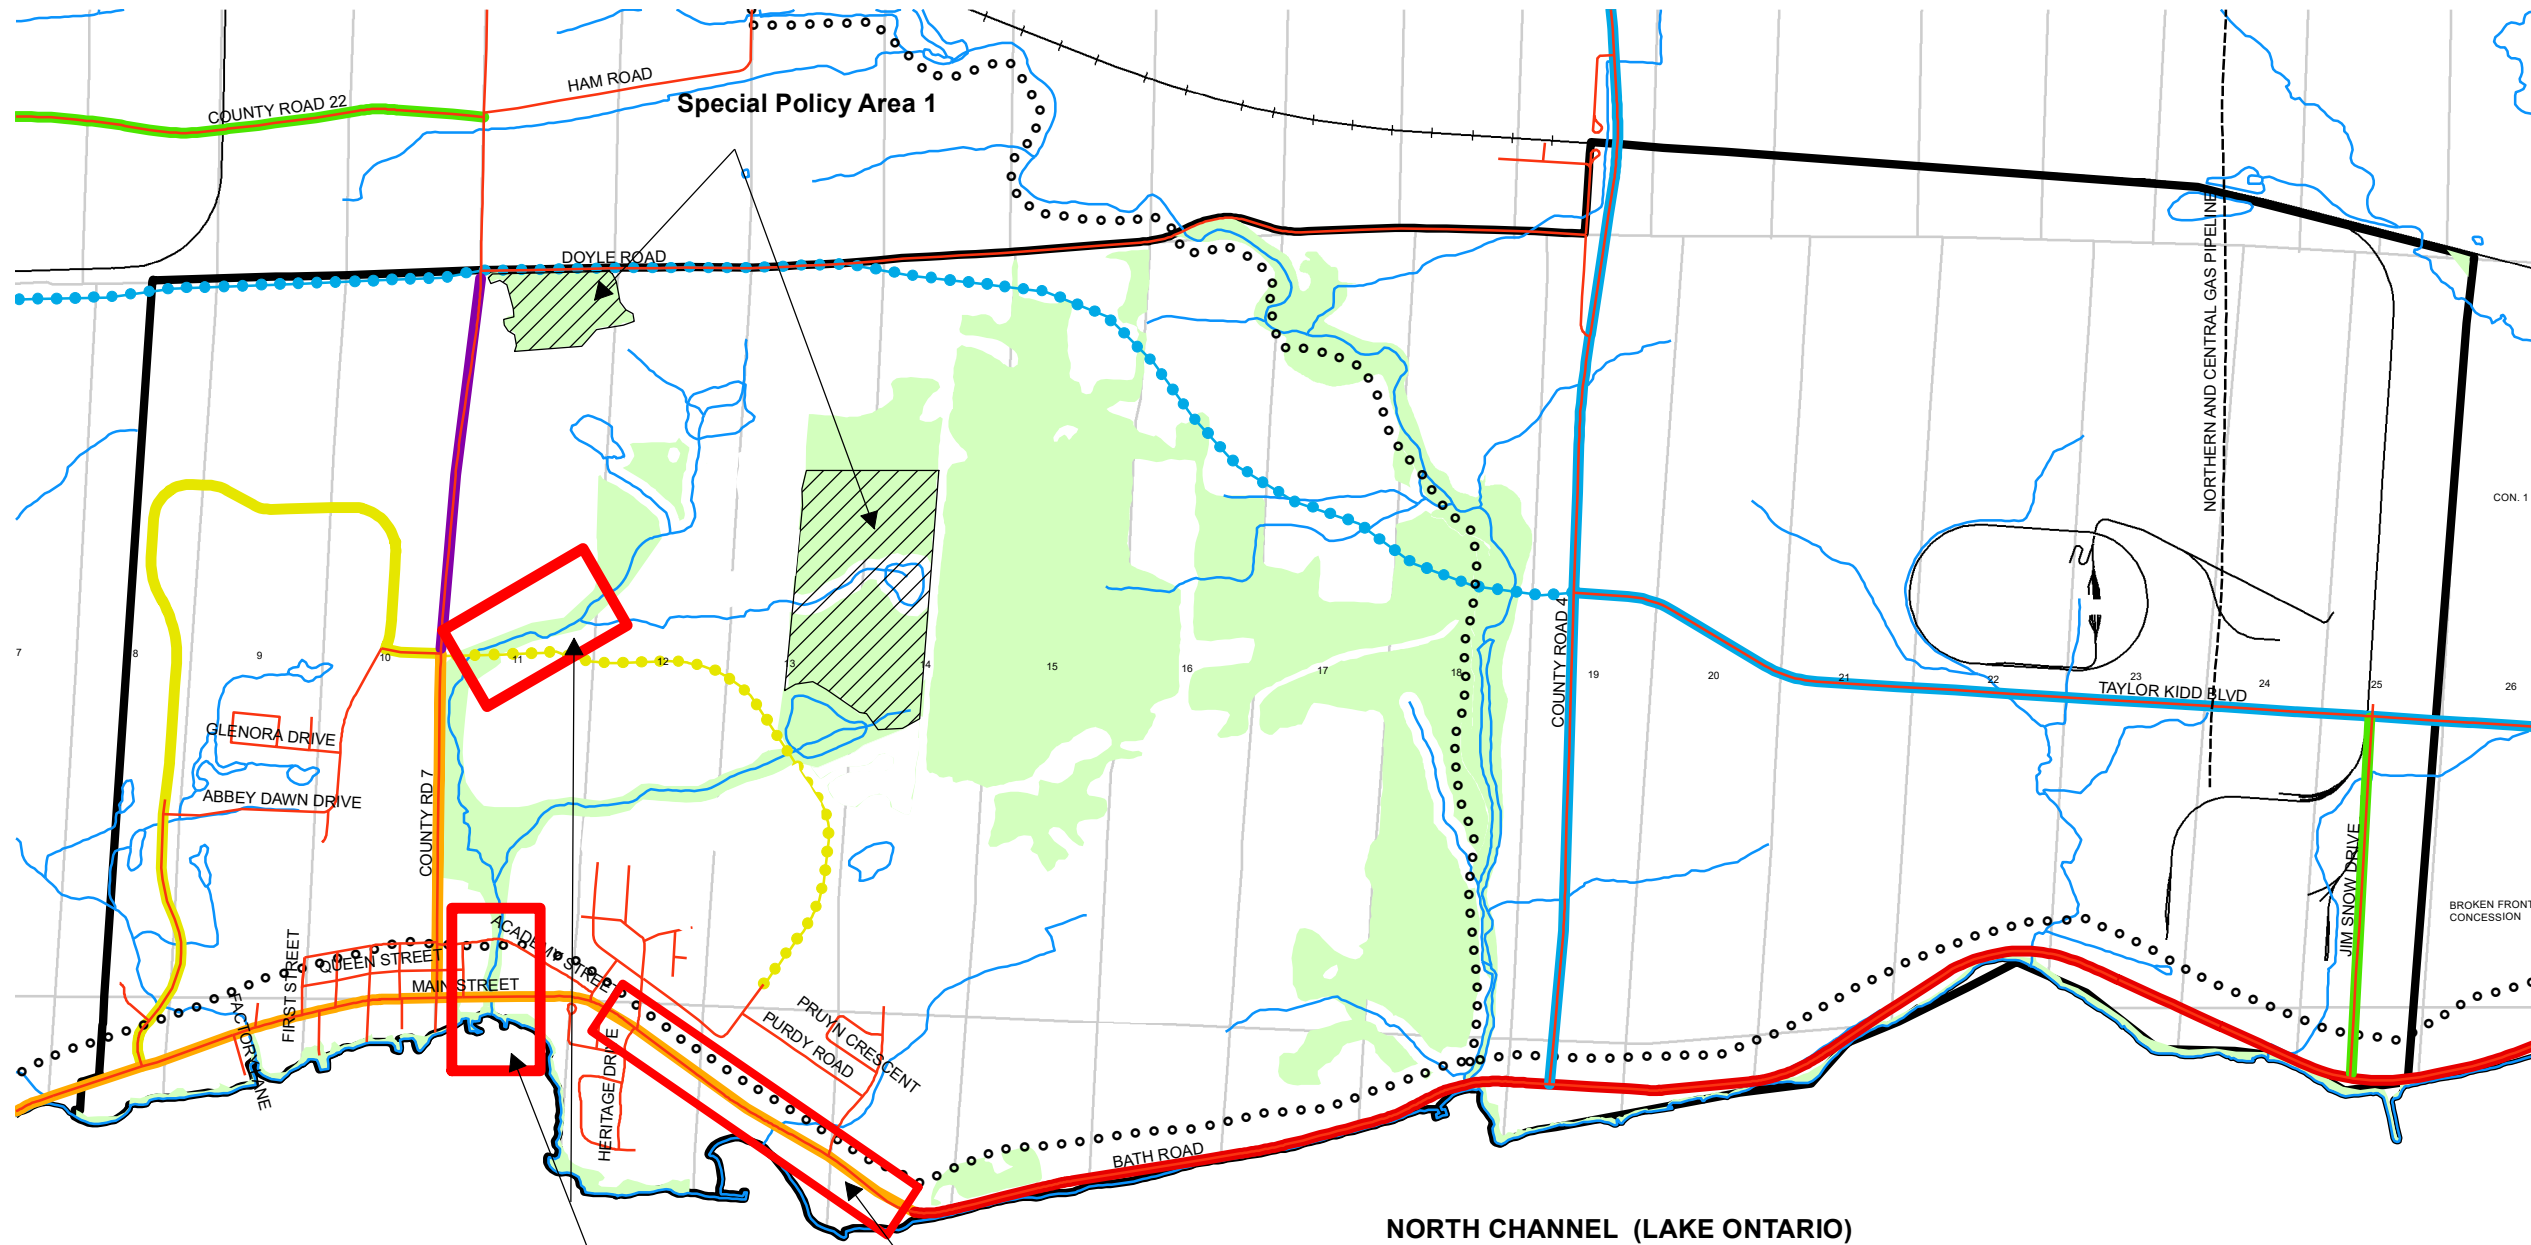 HAM ROAD
COUNTY ROAD 22
Special Policy Area 1
DOYLE ROAD
NORTHERN AND CENTRAL GAS PIPELINE
CON. 1
7
8
9
10
11
12
13
14
15
16
17
18
19
20
21
22
23
24
25
26
COUNTY ROAD 4
TAYLOR KIDD BLVD
GLENORA DRIVE
ABBEY DAWN DRIVE
COUNTY RD 7
JIM SNOW DRIVE
BROKEN FRONT
CONCESSION
ACADEMY STREET
QUEEN STREET
FIRST STREET
MAIN STREET
FACTORY LANE
HERITAGE DRIVE
PRUYN CRESCENT
PURDY ROAD
BATH ROAD
NORTH CHANNEL (LAKE ONTARIO)